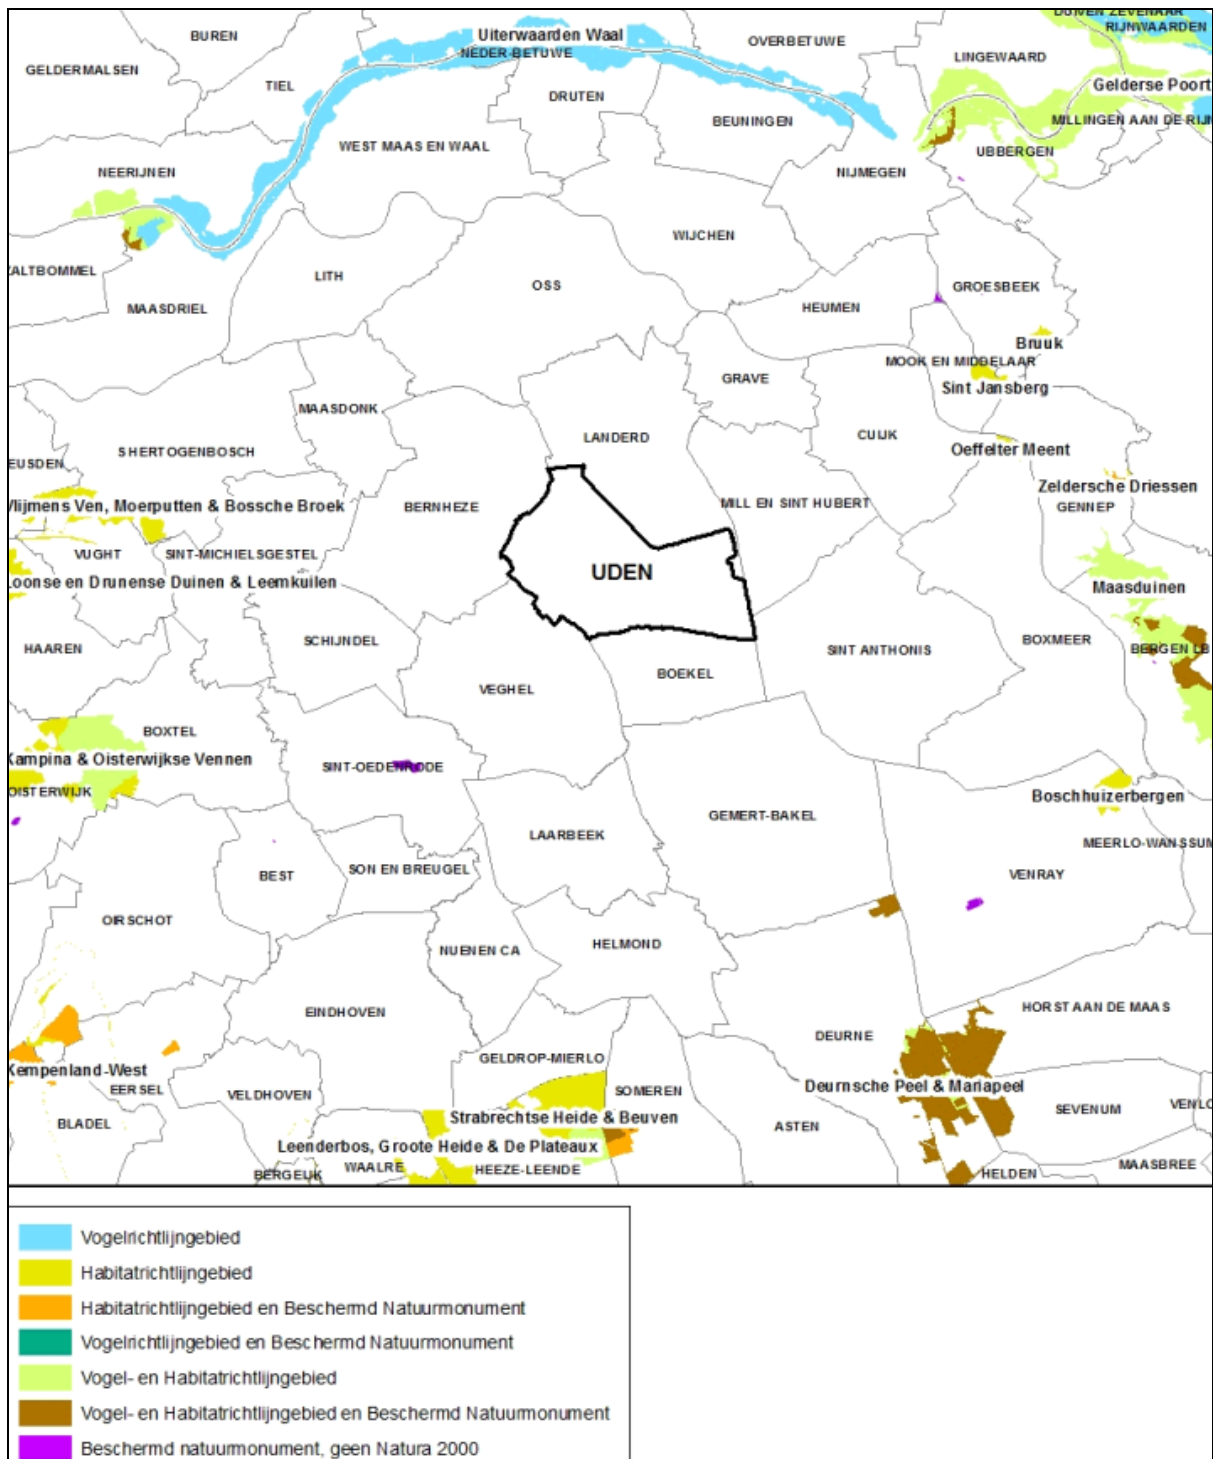 BUREN
Uiterwaarden Waal
NEDER-BETUWE
OVERBETUWE
DUIVEN ZEVENAAR
RIJNWAARDEN
GELDERMALSEN
TIEL
LINGEWAARD
Gelderse Poort
DRUTEN
BEUNINGEN
MILLINGEN AAN DE RIJN
WEST MAAS EN WAAL
UBBERGEN
NEERIJNEN
NIJMEGEN
WIJCHEN
ZALTBOMMEL
LITH
OSS
GROESBEEK
MAASDRIEL
HEUMEN
Bruuk
MOOK EN MIDDELAAR
GRAVE
Sint Jansberg
MAASDONK
LANDERD
CUIJK
SHERTOGENBOSCH
Oeffelter Meent
EUSDEN
Zeldersche Driessen
Vlijmens Ven, Moerputten & Bossche Broek
BERNHEZE
MILL EN SINT HUBERT
GENNEP
VUGHT
SINT-MICHIELSGESTEL
UDEN
Loonse en Drunense Duinen & Leemkuilen
Maasduinen
HAAREN
SCHIJNDEL
SINT ANTHONIS
BOXMEER
BERGEN LB
BOEKEL
VEGHEL
BOXTEL
Kampina & Oisterwijkse Vennen
SINT-OEDENRODE
OISTERWIJK
Boschhuizerbergen
GEMERT-BAKEL
LAARBEEK
MEERLO-WANSSUM
BEST
SON EN BREUGEL
VENRAY
OIRSCHOT
NUENEN CA
HELMOND
EINDHOVEN
HORST AAN DE MAAS
DEURNE
GELDROP-MIERLO
Kempenland-West
EERSEL
VELDHOVEN
SOMEREN
Deurnsche Peel & Mariapeel
BLADEL
Strabrechtse Heide & Beuven
SEVENUM
VENLO
ASTEN
Leenderbos, Groote Heide & De Plateaux
WAALRE
HEEZE-LEENDE
BERGEIJK
MAASBREE
HELDEN
Vogelrichtlijngebied
Habitatrichtlijngebied
Habitatrichtlijngebied en Beschermd Natuurmonument
Vogelrichtlijngebied en Beschermd Natuurmonument
Vogel- en Habitatrichtlijngebied
Vogel- en Habitatrichtlijngebied en Beschermd Natuurmonument
Beschermd natuurmonument, geen Natura 2000